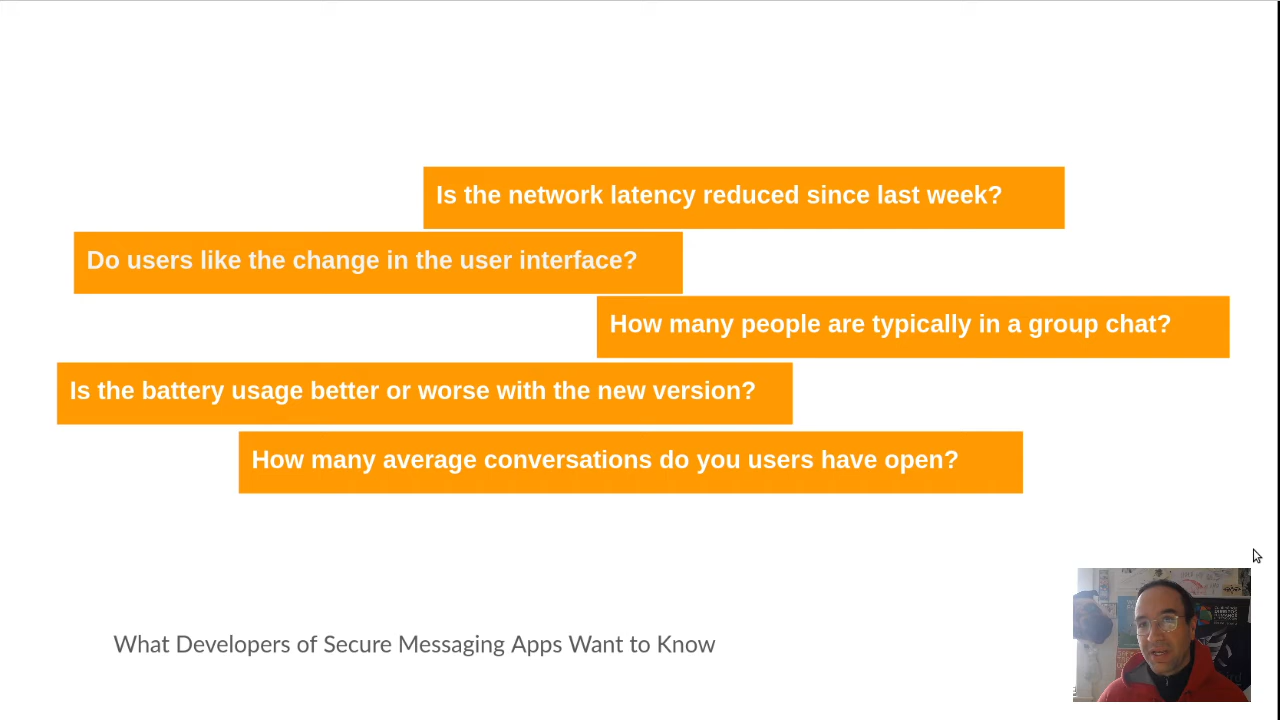 Is the network latency reduced since last week?
Do users like the change in the user interface?
How many people are typically in a group chat?
Is the battery usage better or worse with the new version?
How many average conversations do you users have open?
What Developers of Secure Messaging Apps Want to Know